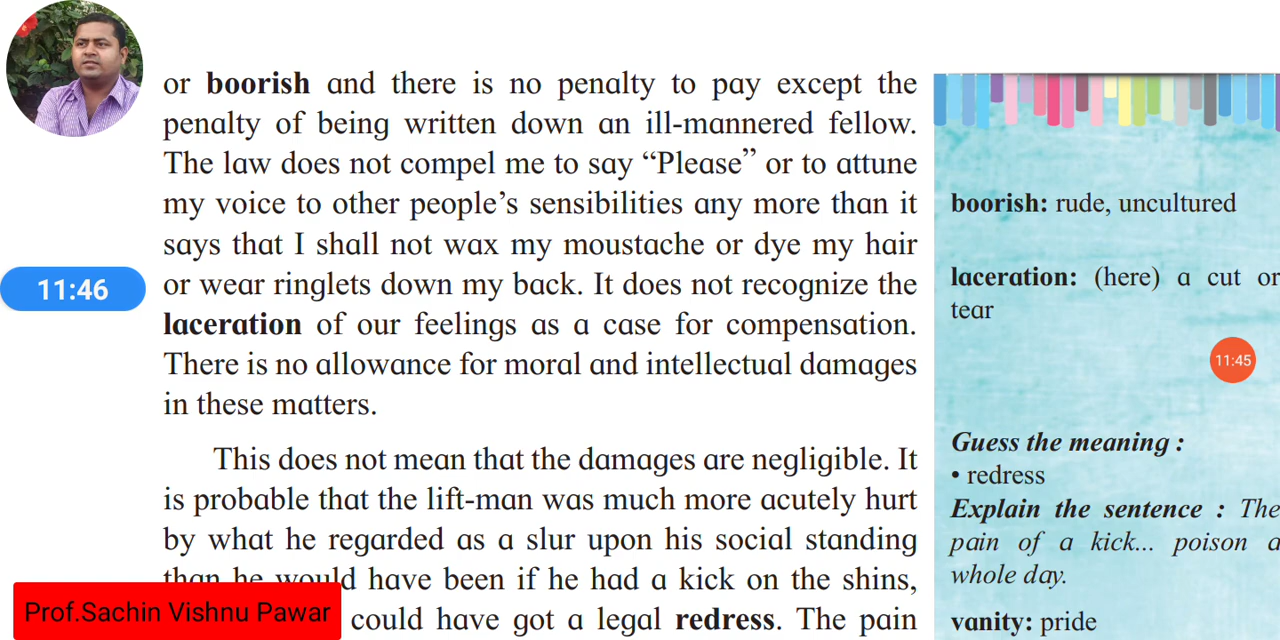 or boorish and there is no penalty to pay except the
penalty of being written down an ill-mannered fellow.
The law does not compel me to say “Please” or to attune
my voice to other people’s sensibilities any more than it
says that I shall not wax my moustache or dye my hair
or wear ringlets down my back. It does not recognize the
laceration of our feelings as a case for compensation.
There is no allowance for moral and intellectual damages
in these matters.
This does not mean that the damages are negligible. It
is probable that the lift-man was much more acutely hurt
by what he regarded as a slur upon his social standing
than he would have been if he had a kick on the shins,
could have got a legal redress. The pain
11:46
Prof.Sachin Vishnu Pawar
boorish: rude, uncultured
laceration: (here) a cut or
tear
11:45
Guess the meaning :
• redress
Explain the sentence : The
pain of a kick... poison a
whole day.
vanity: pride